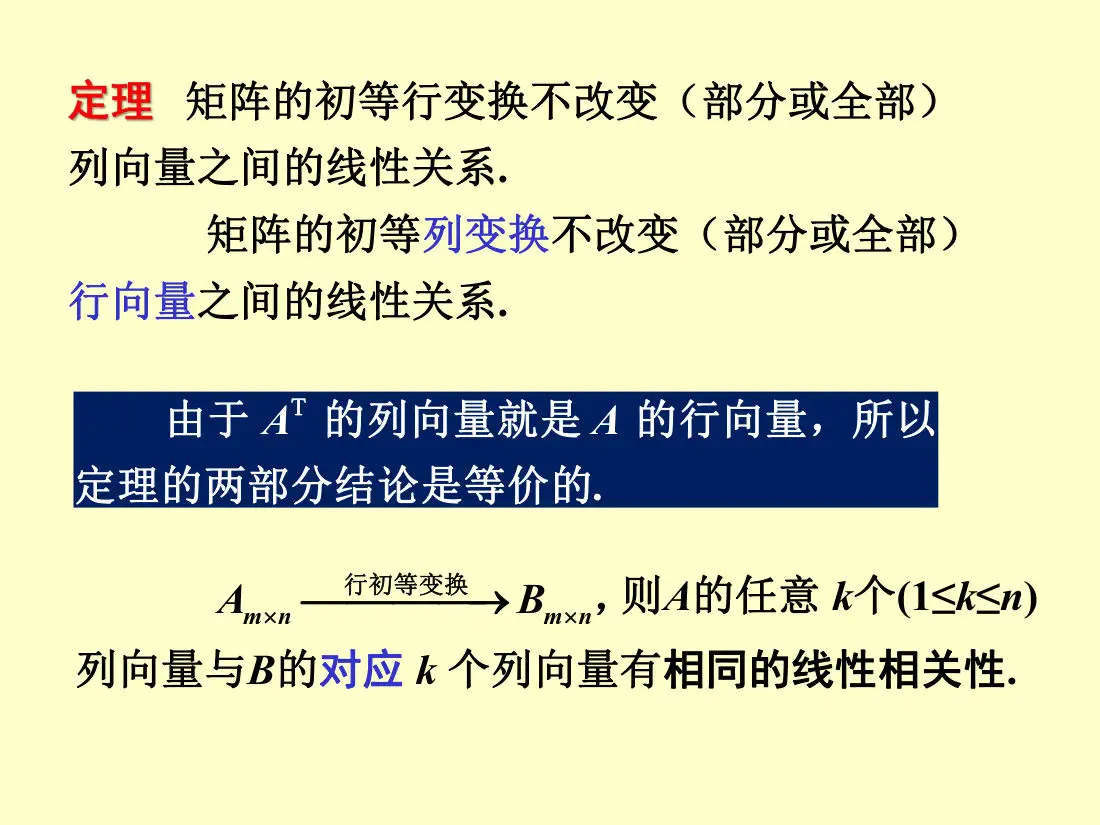 定理 矩阵的初等行变换不改变（部分或全部）
列向量之间的线性关系.
矩阵的初等列变换不改变（部分或全部）
行向量之间的线性关系.
由于 Aᵀ 的列向量就是 A 的行向量，所以
定理的两部分结论是等价的.
行初等变换
Aₘ×ₙ ⟶ Bₘ×ₙ，则A的任意 k个(1≤k≤n)
列向量与B的对应 k 个列向量有相同的线性相关性.